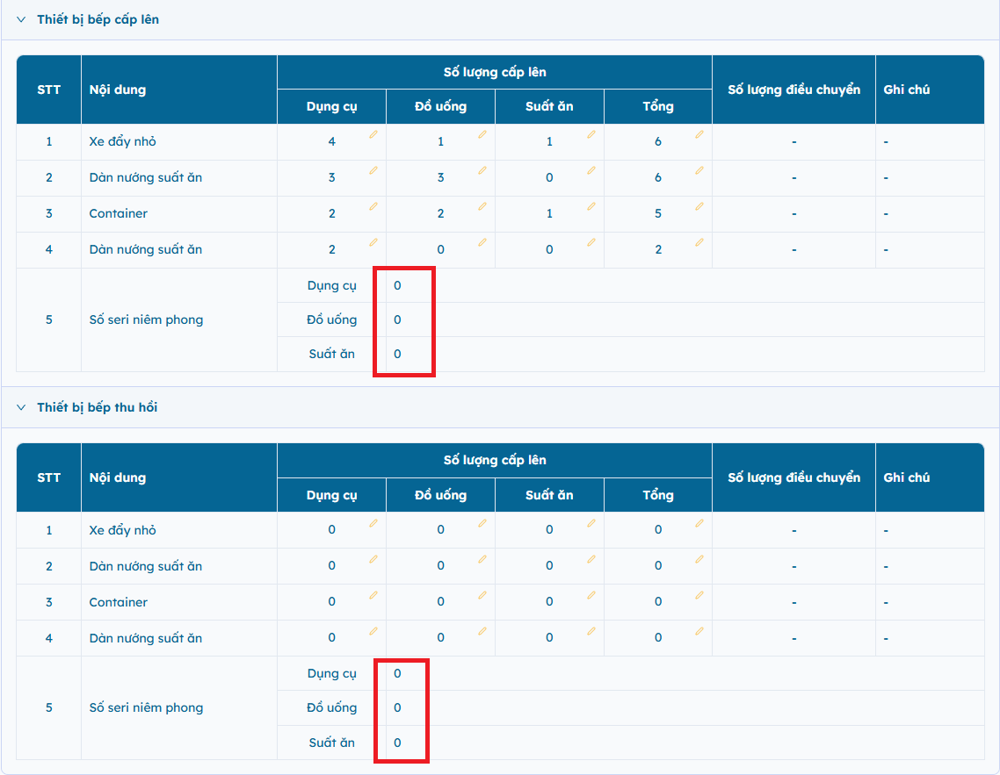 Thiết bị bếp cấp lên
STT Nội dung Số lượng cấp lên Số lượng điều chuyển Ghi chú
Dụng cụ Đồ uống Suất ăn Tổng
1 Xe đẩy nhỏ 4 1 1 6 - -
2 Dàn nướng suất ăn 3 3 0 6 - -
3 Container 2 2 1 5 - -
4 Dàn nướng suất ăn 2 0 0 2 - -
5 Số seri niêm phong Dụng cụ 0
Đồ uống 0
Suất ăn 0
Thiết bị bếp thu hồi
STT Nội dung Số lượng cấp lên Số lượng điều chuyển Ghi chú
Dụng cụ Đồ uống Suất ăn Tổng
1 Xe đẩy nhỏ 0 0 0 0 - -
2 Dàn nướng suất ăn 0 0 0 0 - -
3 Container 0 0 0 0 - -
4 Dàn nướng suất ăn 0 0 0 0 - -
5 Số seri niêm phong Dụng cụ 0
Đồ uống 0
Suất ăn 0